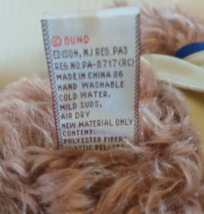 © GUND
EDISON, NJ REG. PA3
REG. NO. PA-8717 (RC)
MADE IN CHINA 06
HAND WASHABLE
COLD WATER,
MILD SUDS,
AIR DRY
NEW MATERIAL ONLY
CONTENT:
POLYESTER FIBER
PELLETS